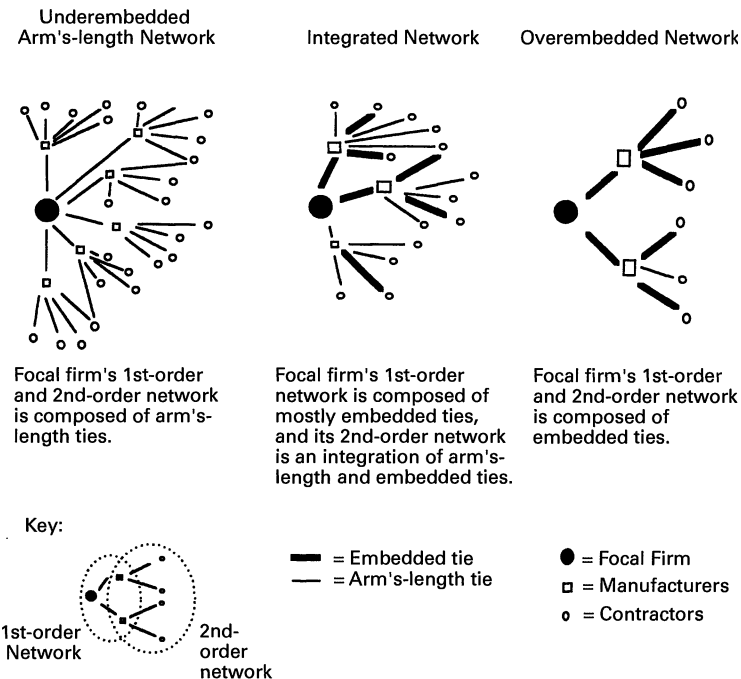 Underembedded
Arm's-length Network
Integrated Network
Overembedded Network
Focal firm's 1st-order
and 2nd-order network
is composed of arm's-
length ties.
Focal firm's 1st-order
network is composed of
mostly embedded ties,
and its 2nd-order network
is an integration of arm's-
length and embedded ties.
Focal firm's 1st-order
and 2nd-order network
is composed of
embedded ties.
Key:
1st-order
Network
2nd-
order
network
= Embedded tie
= Arm's-length tie
= Focal Firm
= Manufacturers
= Contractors